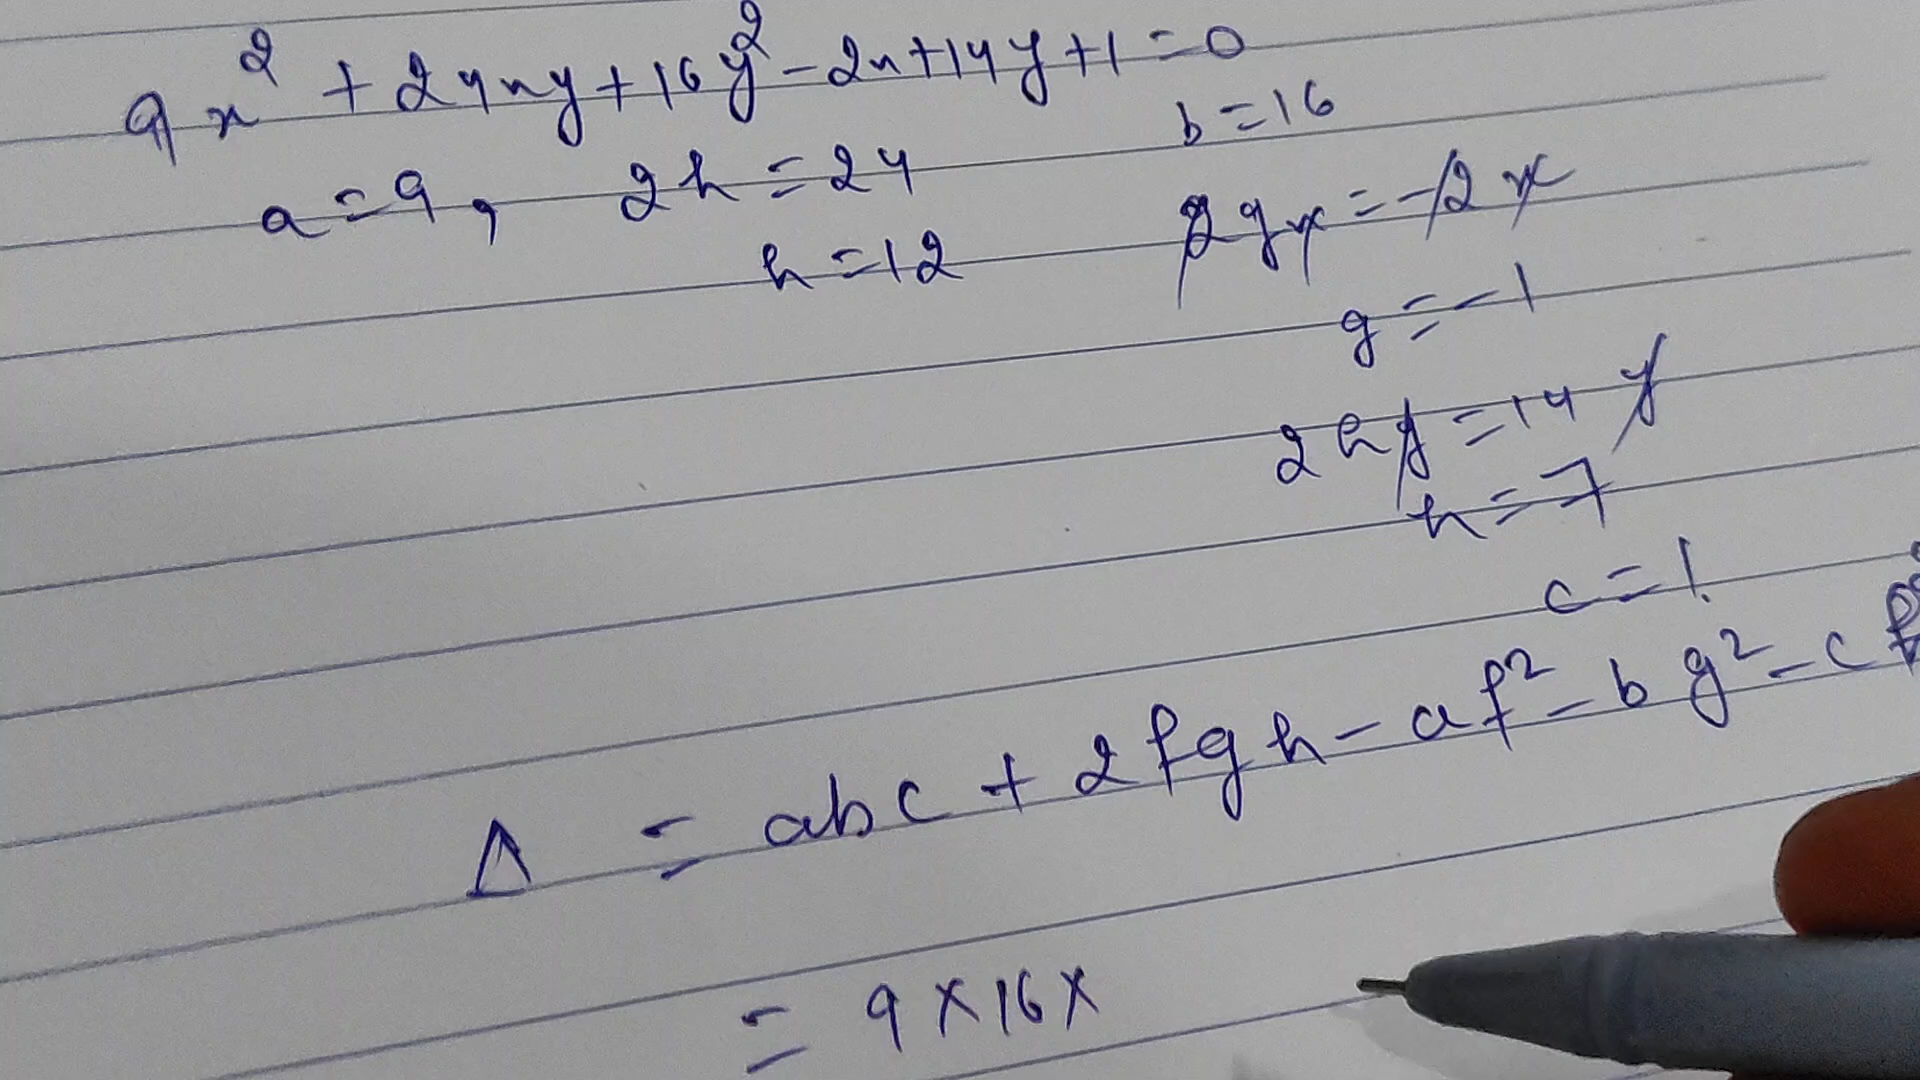 9x² + 24xy + 16y² - 2x + 14y + 1 = 0
a = 9, 2h = 24 b = 16
h = 12 2gx = -2x
g = -1
2hy = 14y
h = 7
c = 1.
Δ = abc + 2fgh - af² - bg² - c
= 9 × 16 ×